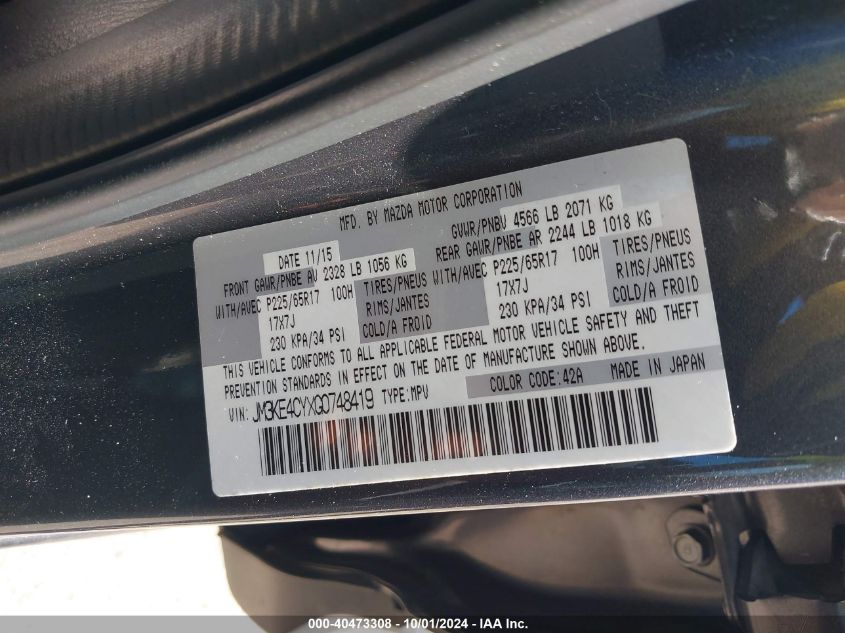 MFD. BY MAZDA MOTOR CORPORATION
DATE 11/15
GVWR/PNBV 4566 LB 2071 KG
FRONT GAWR/PNBE AV 2328 LB 1056 KG
REAR GAWR/PNBE AR 2244 LB 1018 KG
WITH/AVEC P225/65R17 100H TIRES/PNEUS
WITH/AVEC P225/65R17 100H TIRES/PNEUS
17X7J RIMS/JANTES
17X7J RIMS/JANTES
230 KPA/34 PSI COLD/A FROID
230 KPA/34 PSI COLD/A FROID
THIS VEHICLE CONFORMS TO ALL APPLICABLE FEDERAL MOTOR VEHICLE SAFETY AND THEFT
PREVENTION STANDARDS IN EFFECT ON THE DATE OF MANUFACTURE SHOWN ABOVE.
VIN: JM3KE4CYXG0748419 TYPE:MPV
COLOR CODE:42A MADE IN JAPAN
000-40473308 - 10/01/2024 - IAA Inc.